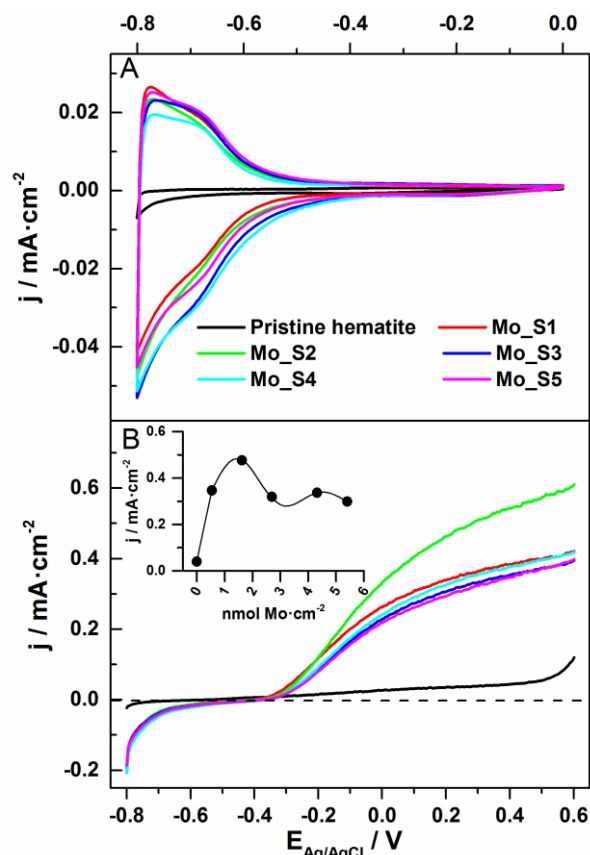 -0.8 -0.6 -0.4 -0.2 0.0
A
0.02
0.00
-0.02
-0.04
j / mA·cm-2
Pristine hematite Mo_S1
Mo_S2 Mo_S3
Mo_S4 Mo_S5
B
0.6
0.4
0.2
0.0
j / mA·cm-2
0 1 2 3 4 5 6
nmol Mo·cm-2
0.6
0.4
0.2
0.0
-0.2
j / mA·cm-2
-0.8 -0.6 -0.4 -0.2 0.0 0.2 0.4 0.6
EAg/AgCl / V